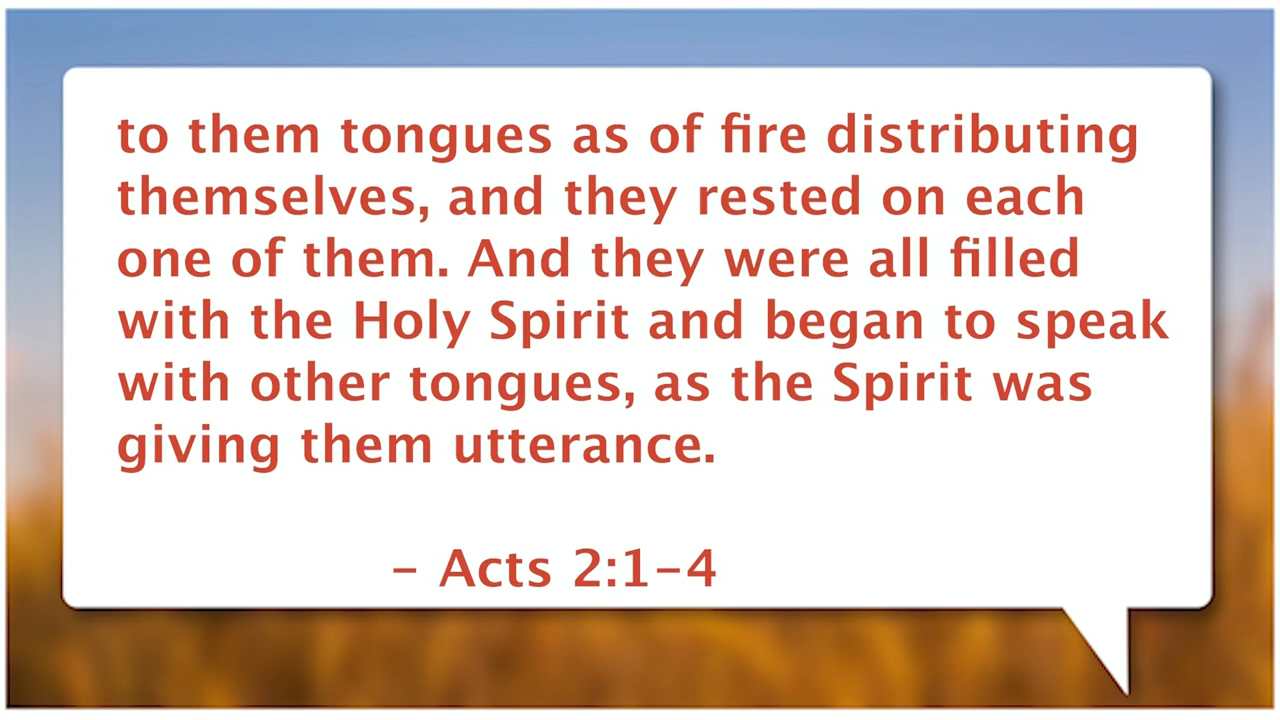 to them tongues as of fire distributing
themselves, and they rested on each
one of them. And they were all filled
with the Holy Spirit and began to speak
with other tongues, as the Spirit was
giving them utterance.
– Acts 2:1–4